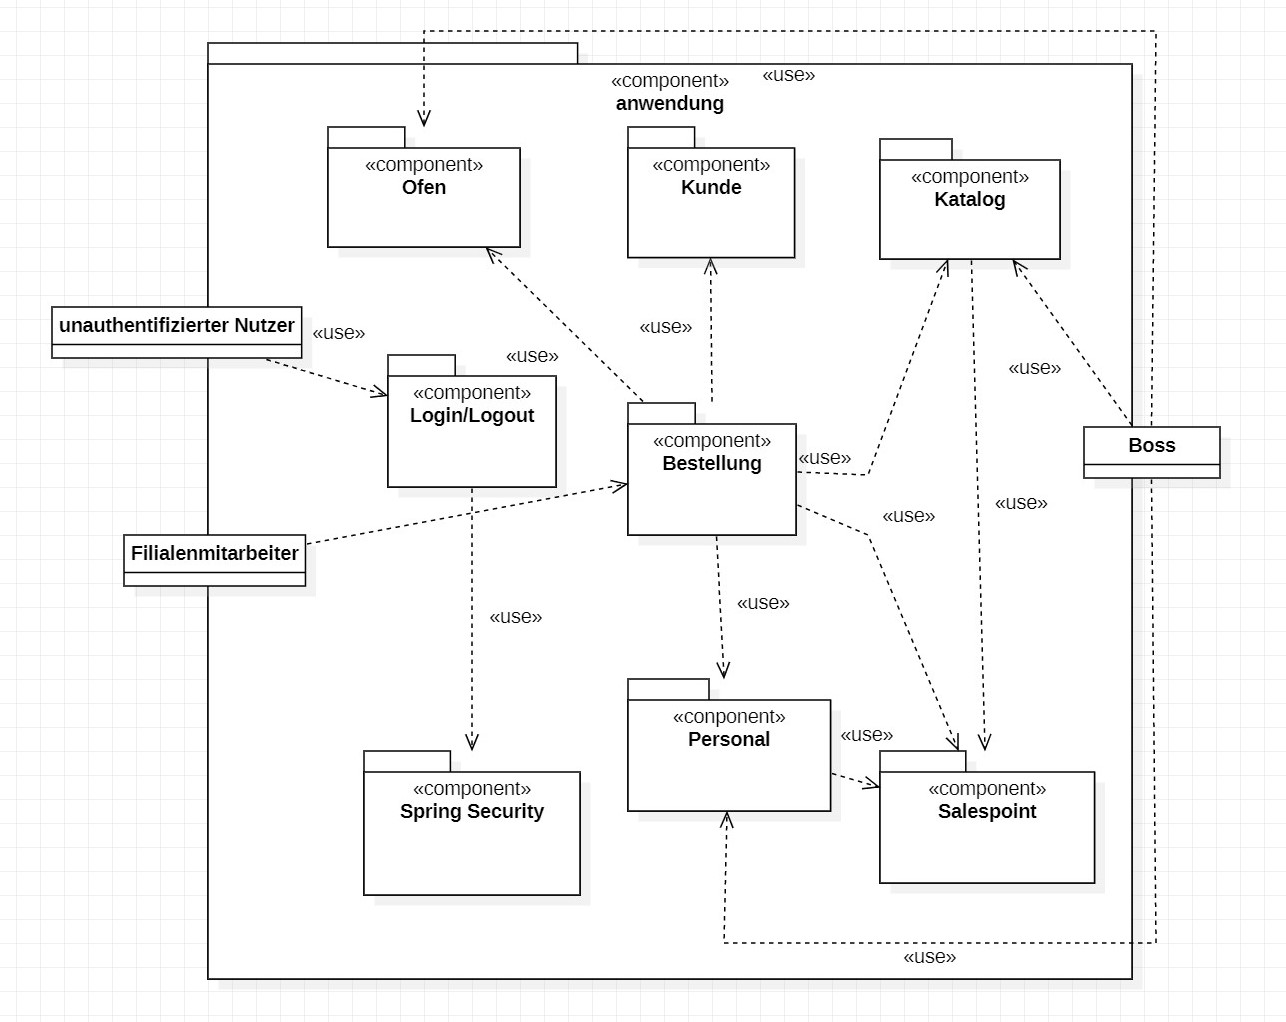 «use»
«component»
anwendung
«component»
Ofen
«component»
Kunde
«component»
Katalog
unauthentifizierter Nutzer
«use»
«use»
«use»
«use»
«component»
Login/Logout
«component»
Bestellung
«use»
Boss
«use»
«use»
Filialenmitarbeiter
«use»
«use»
«conponent»
Personal
«use»
«component»
Spring Security
«component»
Salespoint
«use»